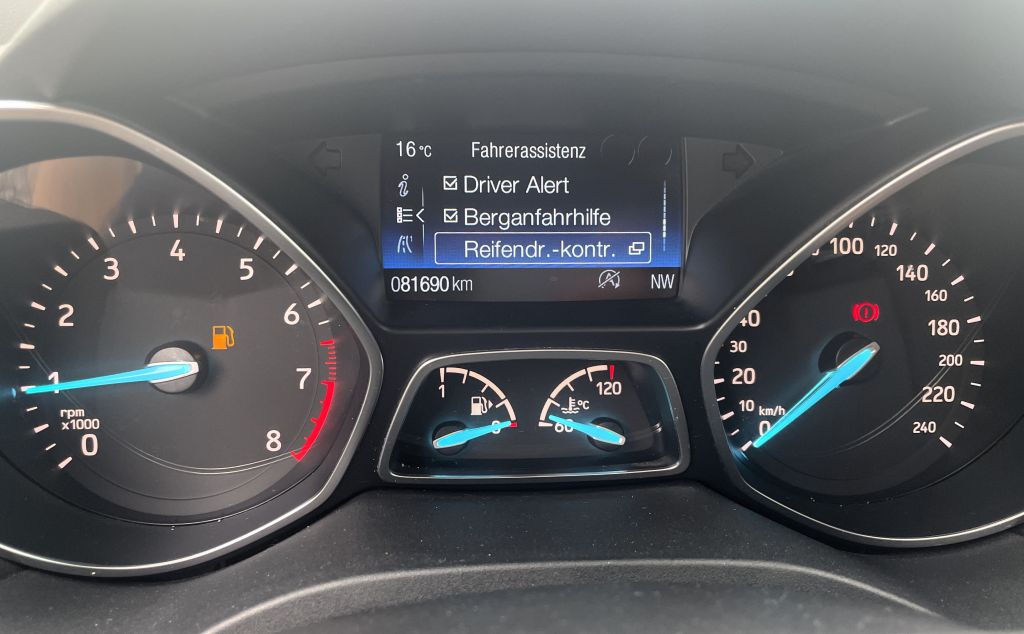 16 °C Fahrerassistenz
Driver Alert
Berganfahrhilfe
Reifendr.-kontr.
081690 km NW
0
1
2
3
4
5
6
7
8
rpm
x1000
1
0
60
120
°C
0
10
20
30
40
100
120
140
160
180
200
220
240
km/h